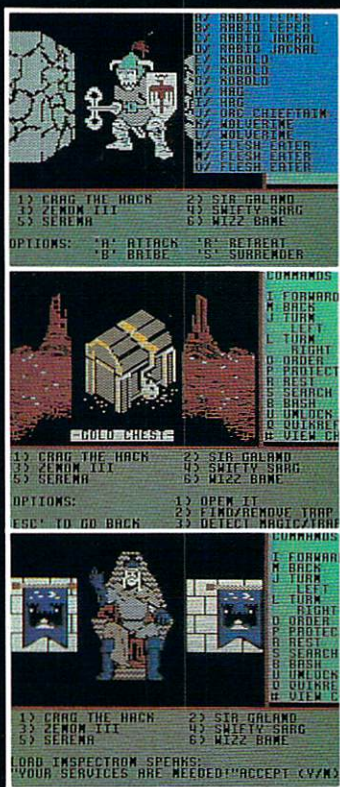 A) RABID LEPER
B) RABID LEPER
C) RABID JACKAL
D) RABID JACKAL
E) KOBOLD
F) KOBOLD
G) KOBOLD
H) HAG
I) HAG
J) ORC CHIEFTAIN
K) WOLVERINE
L) WOLVERINE
M) FLESH EATER
N) FLESH EATER
O) FLESH EATER
1) CRAG THE HACK 2) SIR GALAND
3) ZENON III 4) SWIFTY SARG
5) SERENA 6) WIZZ BANE
OPTIONS: 'A' ATTACK 'R' RETREAT
'B' BRIBE 'S' SURRENDER
COMMANDS
I FORWARD
M BACK
J TURN
LEFT
L TURN
RIGHT
O ORDER
P PROTECT
R REST
S SEARCH
B BASH
U UNLOCK
Q QUIKREF
# VIEW CH
-GOLD CHEST-
1) CRAG THE HACK 2) SIR GALAND
3) ZENON III 4) SWIFTY SARG
5) SERENA 6) WIZZ BANE
OPTIONS: 1) OPEN IT
2) FIND/REMOVE TRAP
ESC' TO GO BACK 3) DETECT MAGIC/TRAP
COMMANDS
I FORWARD
M BACK
J TURN
LEFT
L TURN
RIGHT
O ORDER
P PROTEC
R REST
S SEARCH
B BASH
U UNLOCK
Q QUIKRE
# VIEW C
1) CRAG THE HACK 2) SIR GALAND
3) ZENON III 4) SWIFTY SARG
5) SERENA 6) WIZZ BANE
LORD INSPECTRON SPEAKS:
"YOUR SERVICES ARE NEEDED!"ACCEPT (Y/N)